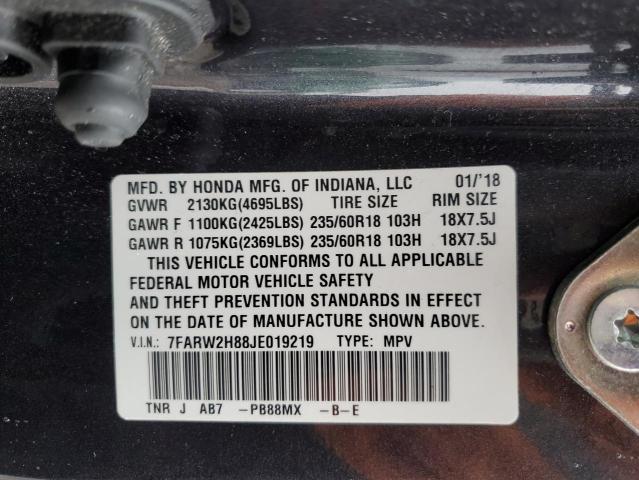 MFD. BY HONDA MFG. OF INDIANA, LLC 01/'18
GVWR 2130KG(4695LBS) TIRE SIZE RIM SIZE
GAWR F 1100KG(2425LBS) 235/60R18 103H 18X7.5J
GAWR R 1075KG(2369LBS) 235/60R18 103H 18X7.5J
THIS VEHICLE CONFORMS TO ALL APPLICABLE
FEDERAL MOTOR VEHICLE SAFETY
AND THEFT PREVENTION STANDARDS IN EFFECT
ON THE DATE OF MANUFACTURE SHOWN ABOVE.
V.I.N.: 7FARW2H88JE019219 TYPE: MPV
TNR J AB7 -PB88MX -B-E